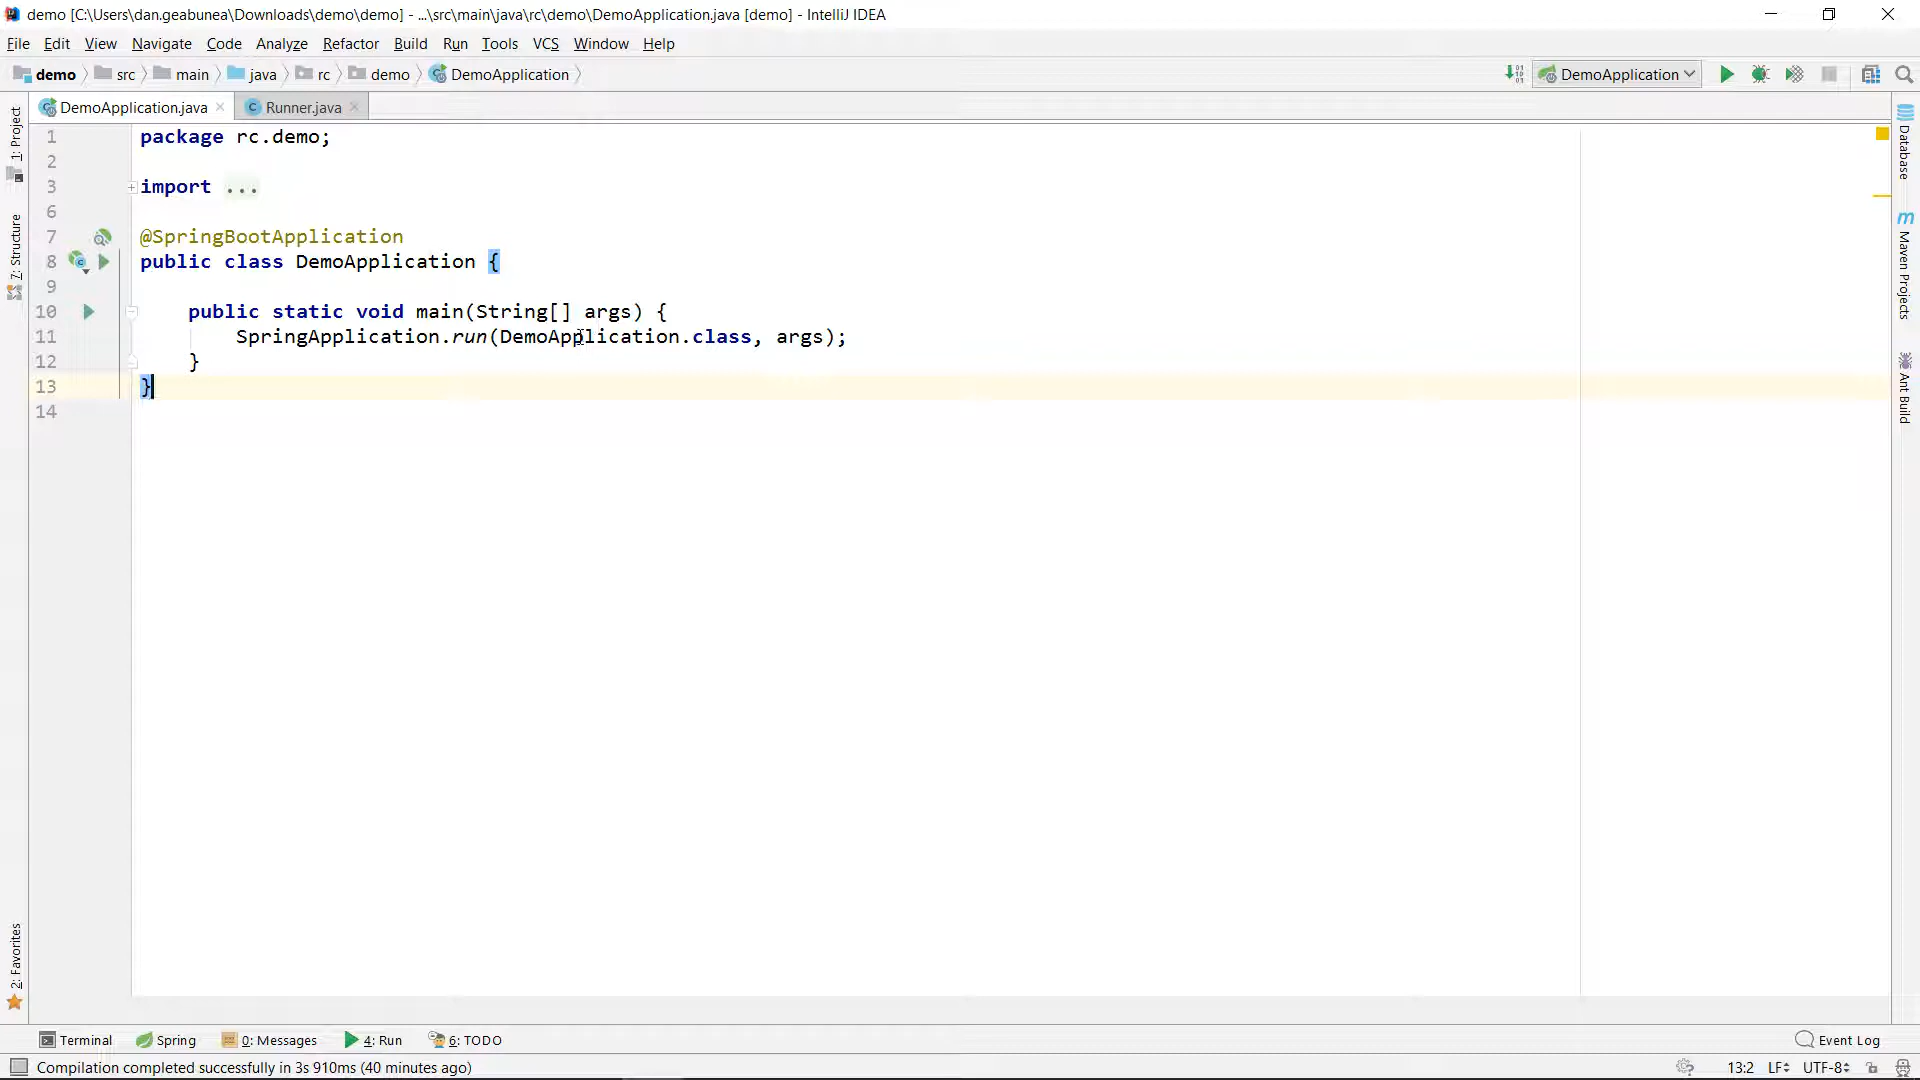 demo [C:\Users\dan.geabunea\Downloads\demo\demo] - ...\src\main\java\rc\demo\DemoApplication.java [demo] - IntelliJ IDEA
File Edit View Navigate Code Analyze Refactor Build Run Tools VCS Window Help
demo src main java rc demo DemoApplication DemoApplication
DemoApplication.java Runner.java
1 package rc.demo;
2
3 import ...
6
7 @SpringBootApplication
8 public class DemoApplication {
9
10 public static void main(String[] args) {
11 SpringApplication.run(DemoApplication.class, args);
12 }
13 }
14
1: Project
7: Structure
2: Favorites
Database
m Maven Projects
Ant Build
Terminal Spring 0: Messages 4: Run 6: TODO Event Log
Compilation completed successfully in 3s 910ms (40 minutes ago) 13:2 LF UTF-8